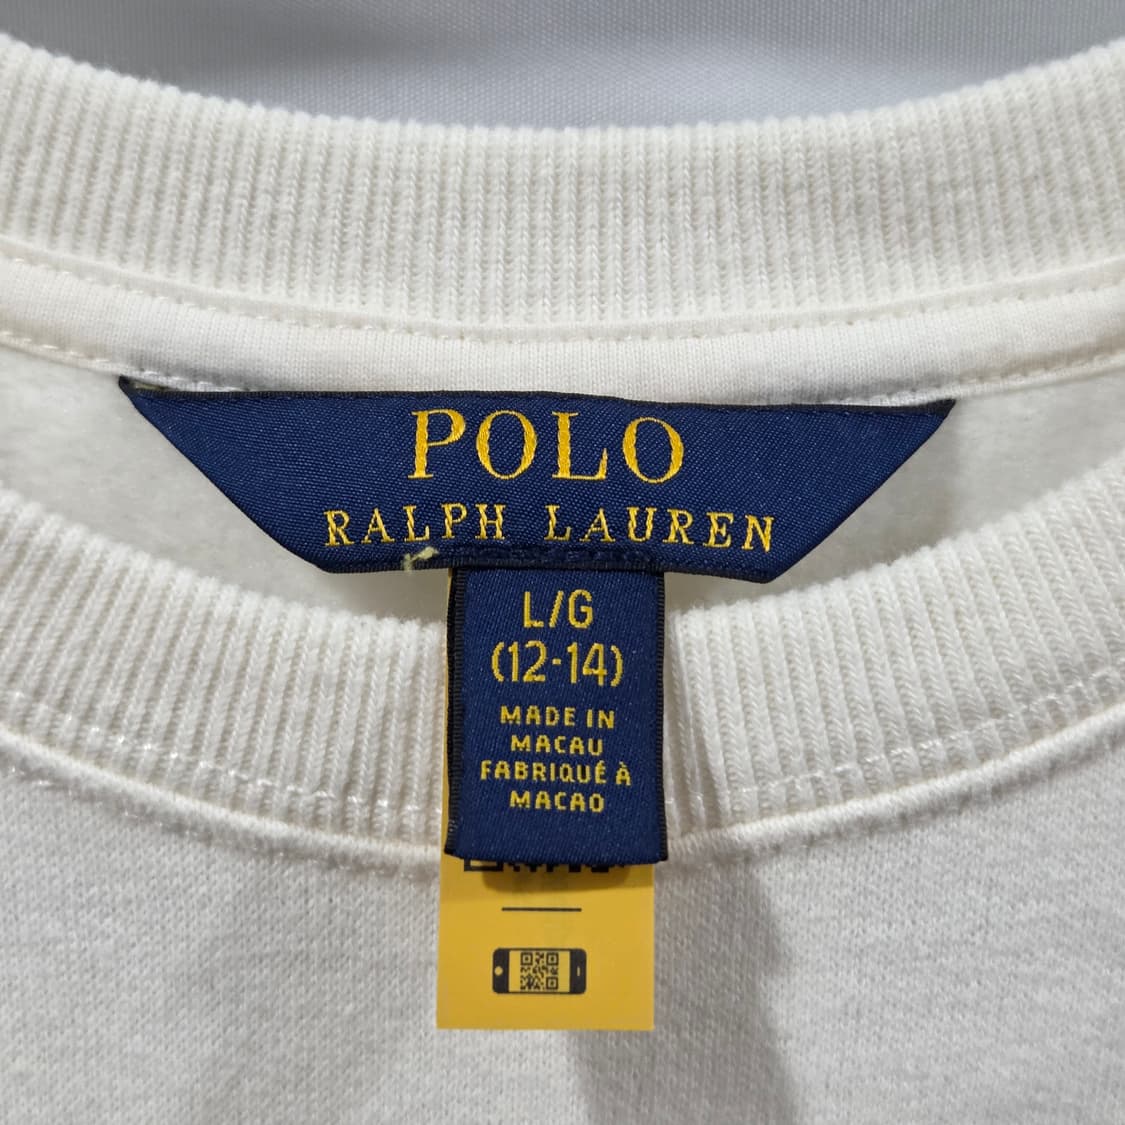 POLO
RALPH LAUREN
L/G
(12-14)
MADE IN
MACAU
FABRIQUÉ À
MACAO